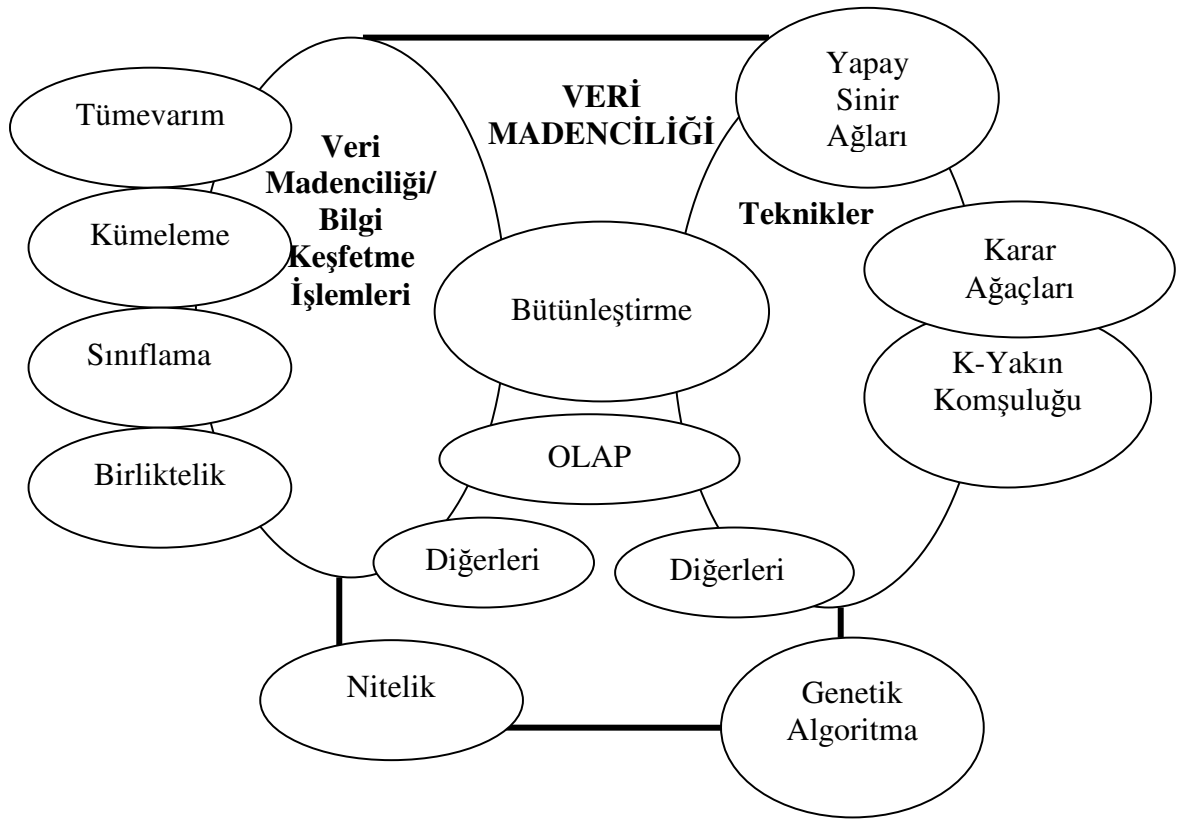 VERİ
MADENCİLİĞİ
Yapay
Sinir
Ağları
Tümevarım
Veri
Madenciliği/
Bilgi
Keşfetme
İşlemleri
Teknikler
Kümeleme
Karar
Ağaçları
Bütünleştirme
Sınıflama
K-Yakın
Komşuluğu
OLAP
Birliktelik
Diğerleri
Diğerleri
Nitelik
Genetik
Algoritma